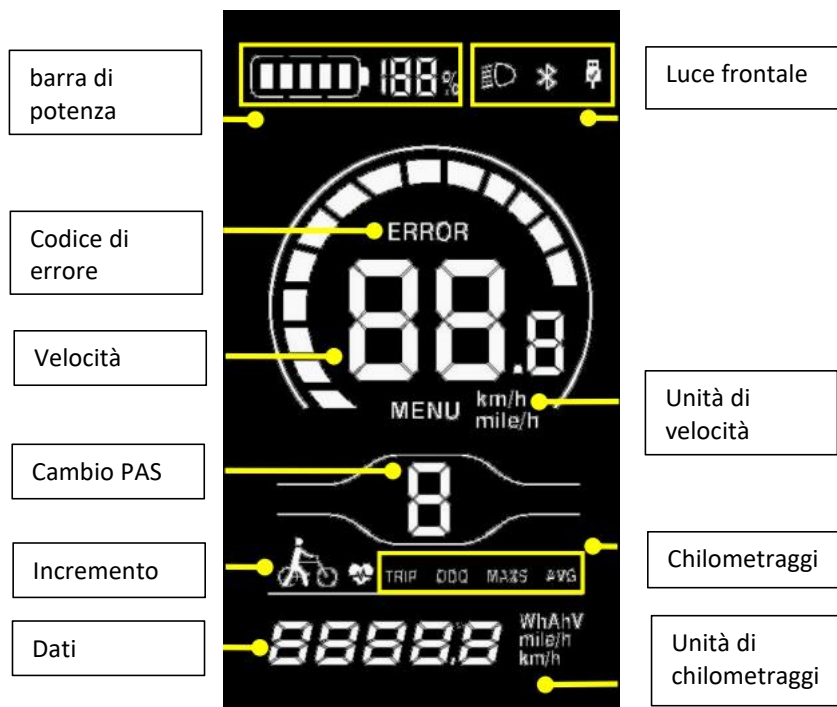 barra di
potenza
188%
Luce frontale
Codice di
errore
ERROR
88.8
Velocità
MENU
km/h
mile/h
Unità di
velocità
Cambio PAS
8
Incremento
TRIP ODO MAXS AVG
Chilometraggi
Dati
8888.8
WhAhV
mile/h
km/h
Unità di
chilometraggi